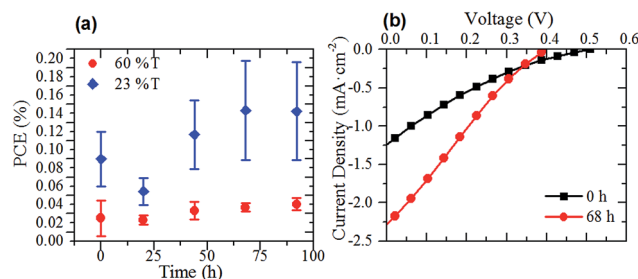 (a)
60 %T
23 %T
PCE (%)
0.20
0.18
0.16
0.14
0.12
0.10
0.08
0.06
0.04
0.02
0.00
0 25 50 75 100
Time (h)
(b)
Voltage (V)
0.0 0.1 0.2 0.3 0.4 0.5
Current Density (mA·cm⁻²)
0.0
-0.5
-1.0
-1.5
-2.0
-2.5
0 h
68 h